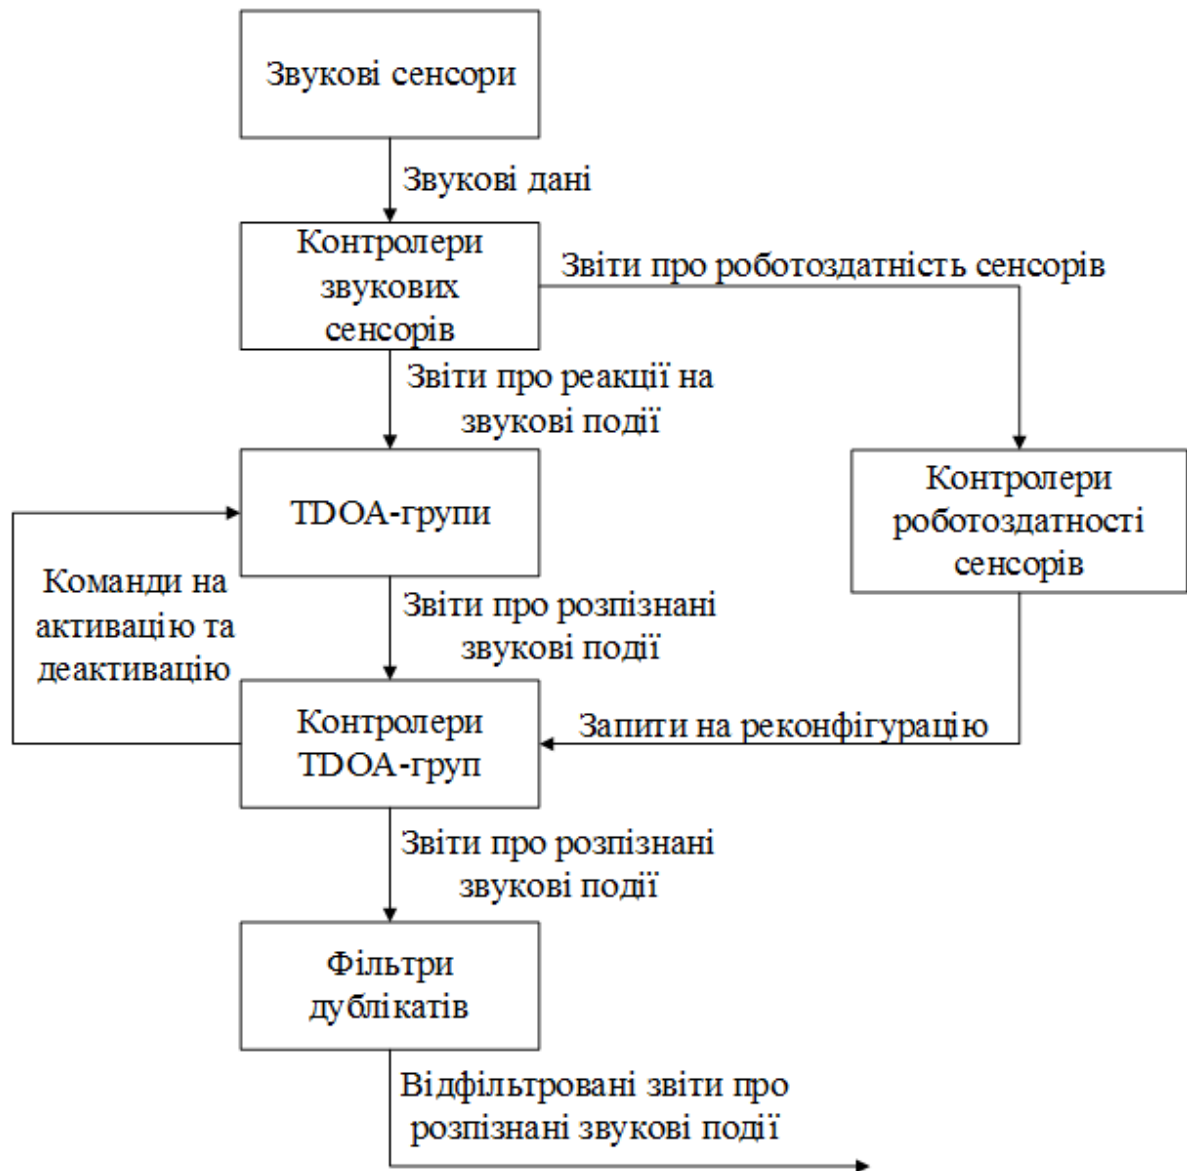 Звукові сенсори
Звукові дані
Контролери
звукових
сенсорів
Звіти про роботоздатність сенсорів
Звіти про реакції на
звукові події
TDOA-групи
Контролери
роботоздатності
сенсорів
Команди на
активацію та
деактивацію
Звіти про розпізнані
звукові події
Контролери
TDOA-груп
Запити на реконфігурацію
Звіти про розпізнані
звукові події
Фільтри
дублікатів
Відфільтровані звіти про
розпізнані звукові події